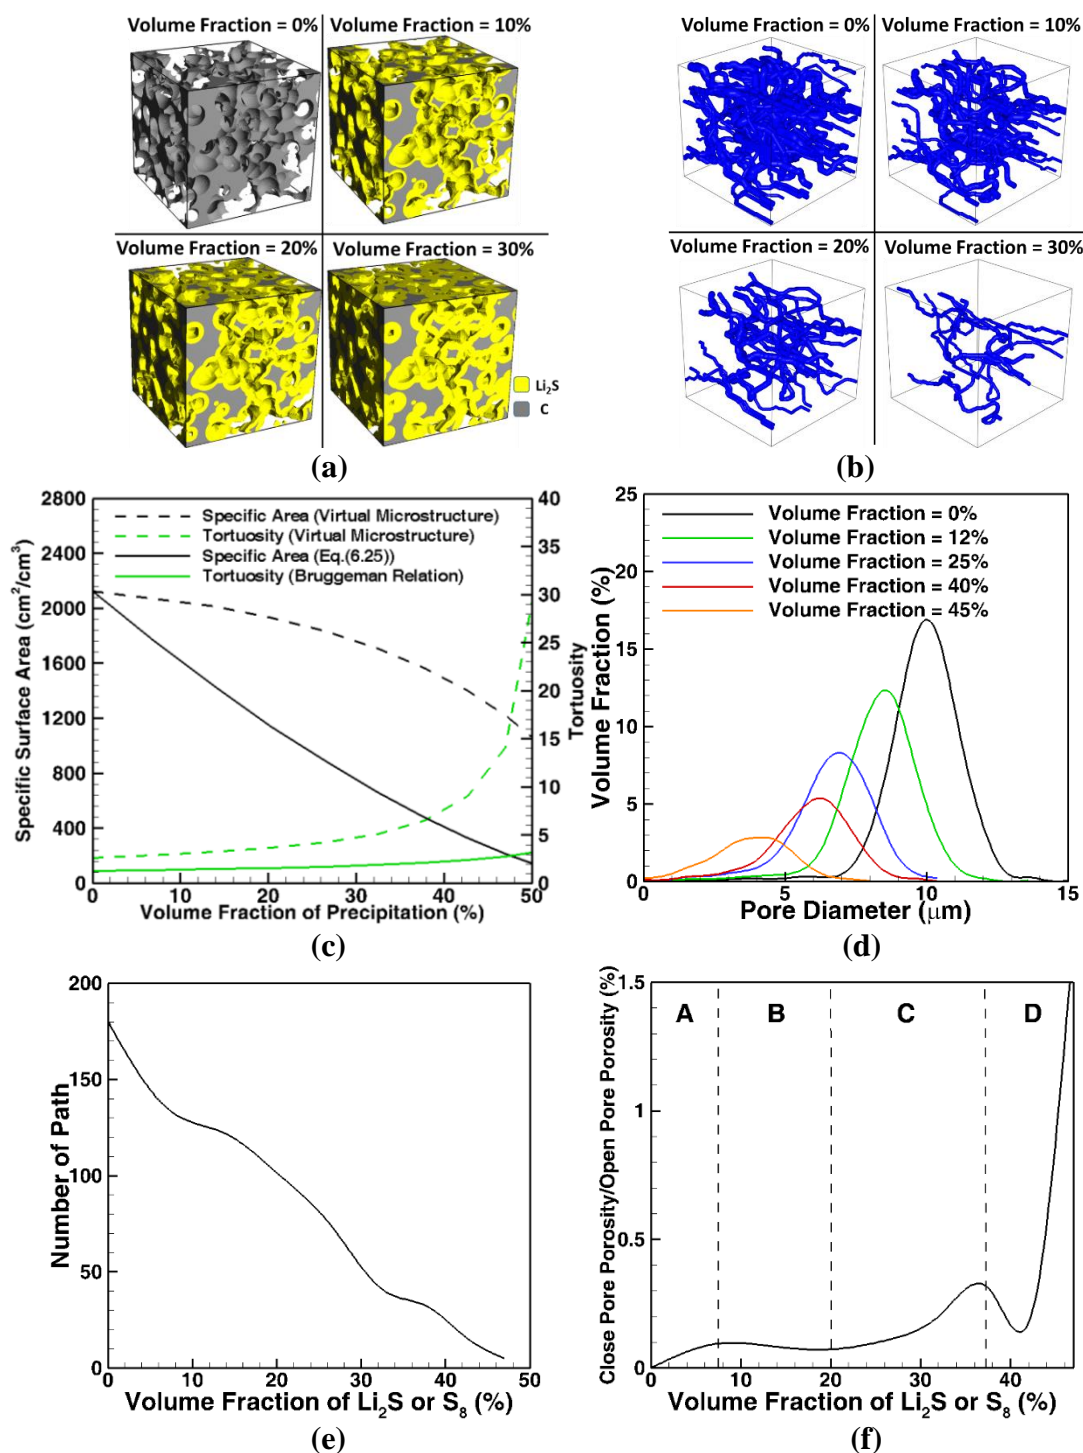 Volume Fraction = 0%
Volume Fraction = 10%
Volume Fraction = 20%
Volume Fraction = 30%
Li₂S
C
(a)
Volume Fraction = 0%
Volume Fraction = 10%
Volume Fraction = 20%
Volume Fraction = 30%
(b)
Specific Surface Area (cm²/cm³)
2800
2400
2000
1600
1200
800
400
0
Specific Area (Virtual Microstructure)
Tortuosity (Virtual Microstructure)
Specific Area (Eq.(6.25))
Tortuosity (Bruggeman Relation)
40
35
30
25
20
15
10
5
0
Tortuosity
0 10 20 30 40 50
Volume Fraction of Precipitation (%)
(c)
Volume Fraction (%)
25
20
15
10
5
0
Volume Fraction = 0%
Volume Fraction = 12%
Volume Fraction = 25%
Volume Fraction = 40%
Volume Fraction = 45%
0 5 10 15
Pore Diameter (μm)
(d)
Number of Path
200
150
100
50
0
0 10 20 30 40 50
Volume Fraction of Li₂S or S₈ (%)
(e)
Close Pore Porosity/Open Pore Porosity (%)
1.5
1
0.5
0
A B C D
0 10 20 30 40
Volume Fraction of Li₂S or S₈ (%)
(f)